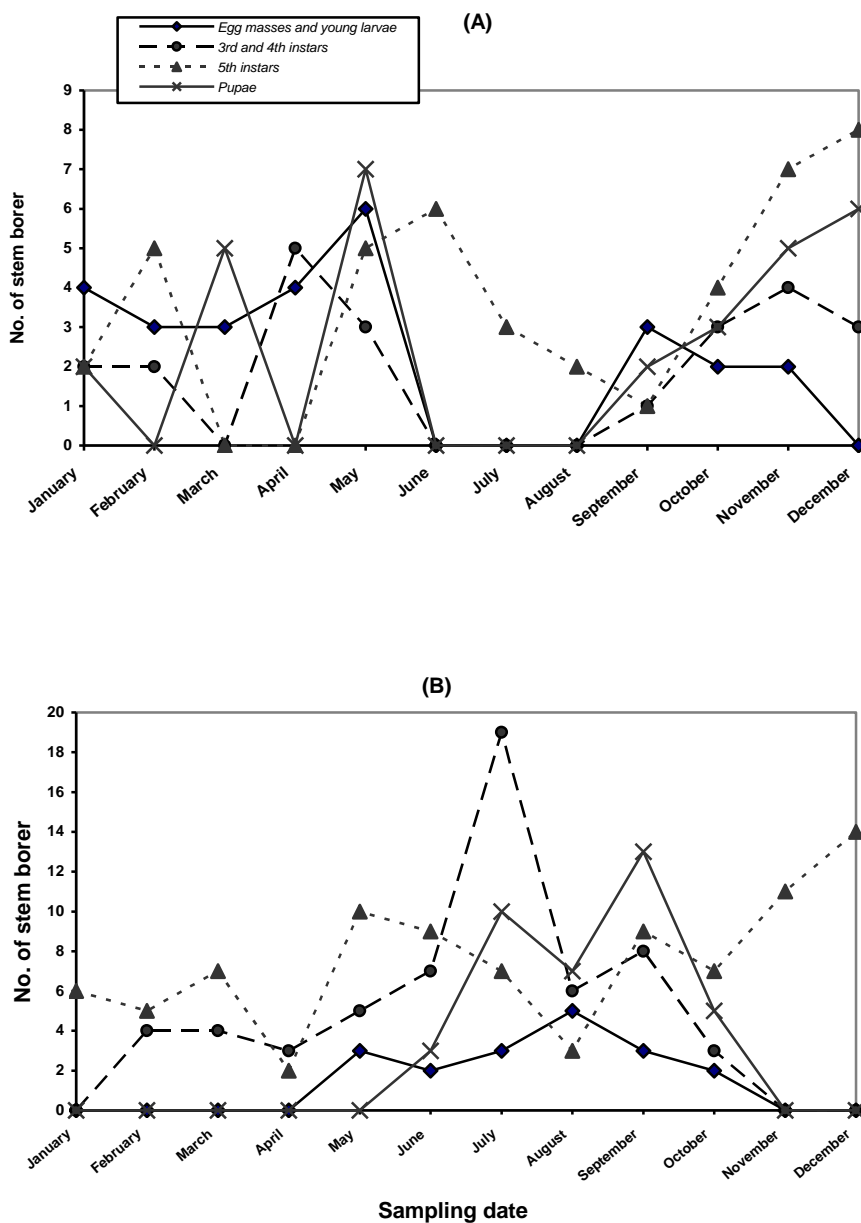 (A)
Egg masses and young larvae
3rd and 4th instars
5th instars
Pupae
9
8
7
6
5
4
3
2
1
0
No. of stem borer
January
February
March
April
May
June
July
August
September
October
November
December
(B)
20
18
16
14
12
10
8
6
4
2
0
No. of stem borer
January
February
March
April
May
June
July
August
September
October
November
December
Sampling date